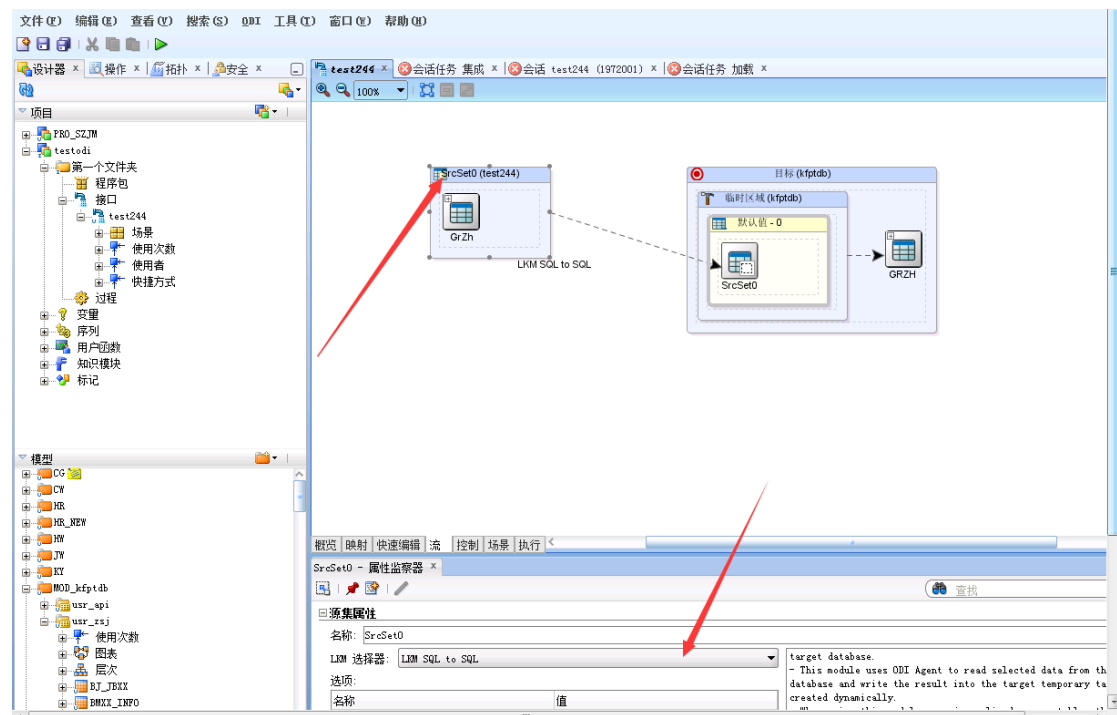 文件(F) 编辑(E) 查看(V) 搜索(S) ODI 工具(T) 窗口(W) 帮助(H)
设计器 × 操作 × 拓扑 × 安全 ×
test244 × 会话任务 集成 × 会话 test244 (1972001) × 会话任务 加载 ×
100%
项目
PRO_SZJM
testodi
第一个文件夹
程序包
接口
test244
场景
使用次数
使用者
快捷方式
过程
变量
序列
用户函数
知识模块
标记
模型
CG
CW
HR
HR_NEW
HW
JW
KY
MOD_kfptdb
usr_api
usr_zsj
使用次数
图表
层次
BJ_JBXX
BMXX_INFO
SrcSet0 (test244)
GrZh
LKM SQL to SQL
目标 (kfptdb)
临时区域 (kfptdb)
默认值 - 0
SrcSet0
GRZH
概览 映射 快速编辑 流 控制 场景 执行
SrcSet0 - 属性监察器 ×
查找
源集属性
名称: SrcSet0
LKM 选择器: LKM SQL to SQL
选项:
名称 值
target database.
- This module uses ODI Agent to read selected data from th
database and write the result into the target temporary ta
created dynamically.